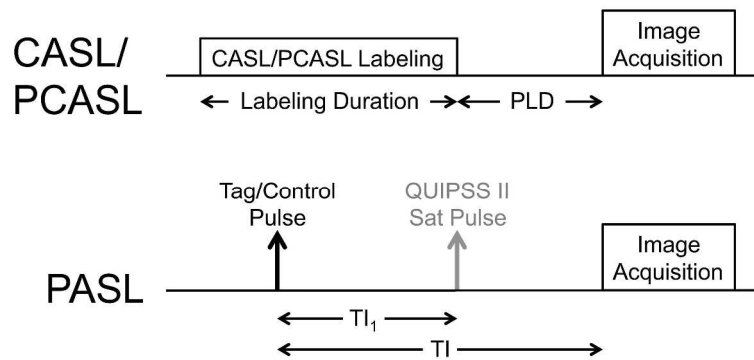 CASL/
PCASL
CASL/PCASL Labeling
Image
Acquisition
Labeling Duration
PLD
Tag/Control
Pulse
QUIPSS II
Sat Pulse
PASL
Image
Acquisition
TI₁
TI